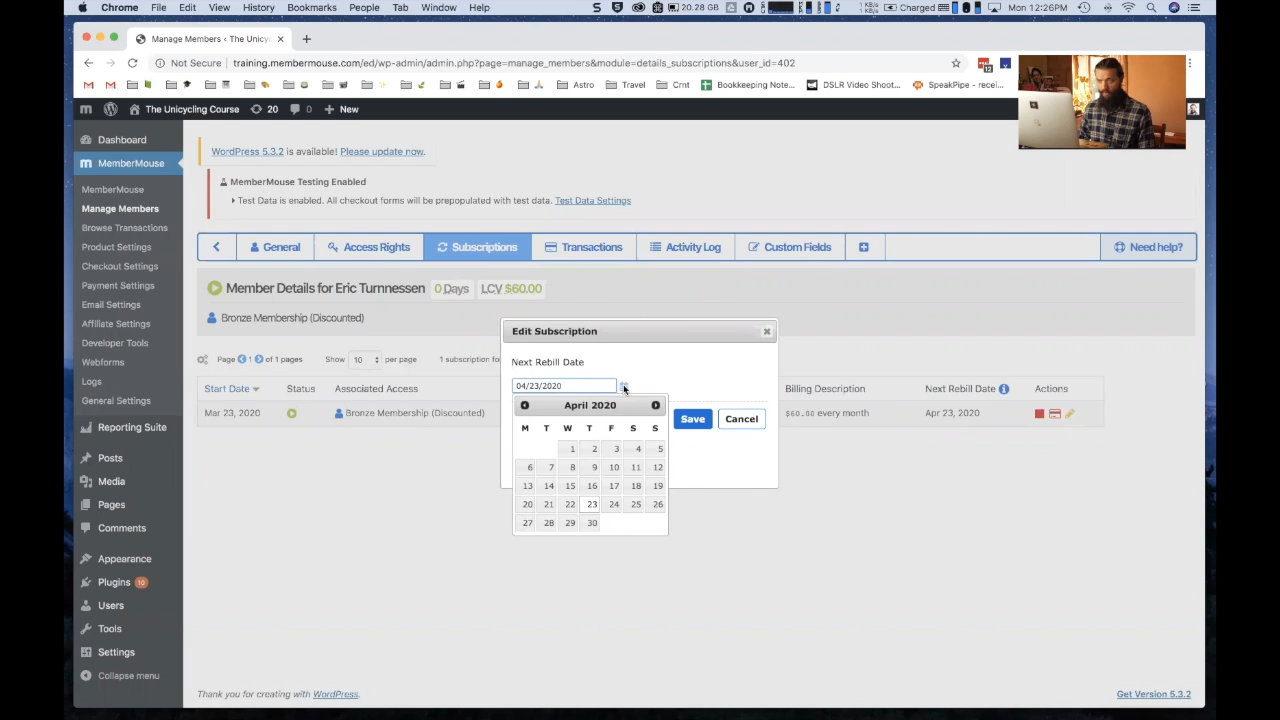 Chrome File Edit View History Bookmarks People Tab Window Help 20.28 GB Charged Mon 12:26PM
Manage Members ‹ The Unicyc
Not Secure training.membermouse.com/ed/wp-admin/admin.php?page=manage_members&module=details_subscriptions&user_id=402
Astro Travel Crnt Bookkeeping Note... DSLR Video Shoot... SpeakPipe - recei...
The Unicycling Course 20 0 New
Dashboard
MemberMouse
MemberMouse
Manage Members
Browse Transactions
Product Settings
Checkout Settings
Payment Settings
Email Settings
Affiliate Settings
Developer Tools
Webforms
Logs
General Settings
Reporting Suite
Posts
Media
Pages
Comments
Appearance
Plugins 10
Users
Tools
Settings
Collapse menu
WordPress 5.3.2 is available! Please update now.
MemberMouse Testing Enabled
Test Data is enabled. All checkout forms will be prepopulated with test data. Test Data Settings
General Access Rights Subscriptions Transactions Activity Log Custom Fields Need help?
Member Details for Eric Turnnessen 0 Days LCV $60.00
Bronze Membership (Discounted)
Page 1 of 1 pages Show 10 per page 1 subscription fo
Start Date Status Associated Access Billing Description Next Rebill Date Actions
Mar 23, 2020 Bronze Membership (Discounted) $60.00 every month Apr 23, 2020
Edit Subscription
Next Rebill Date
04/23/2020
April 2020
M T W T F S S
1 2 3 4 5
6 7 8 9 10 11 12
13 14 15 16 17 18 19
20 21 22 23 24 25 26
27 28 29 30
Save Cancel
Thank you for creating with WordPress.
Get Version 5.3.2